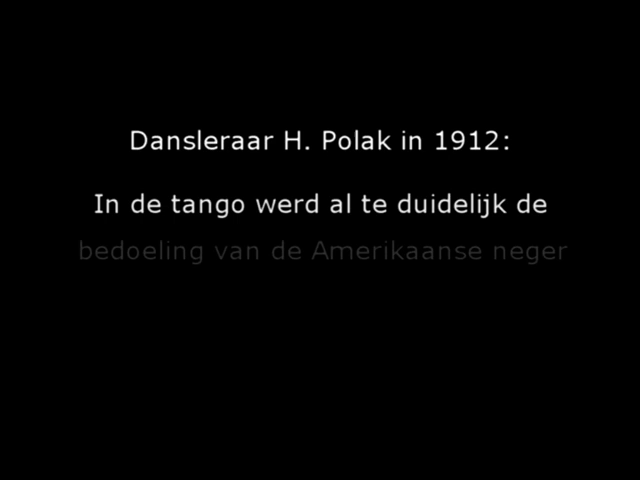 Dansleraar H. Polak in 1912:
In de tango werd al te duidelijk de
bedoeling van de Amerikaanse neger